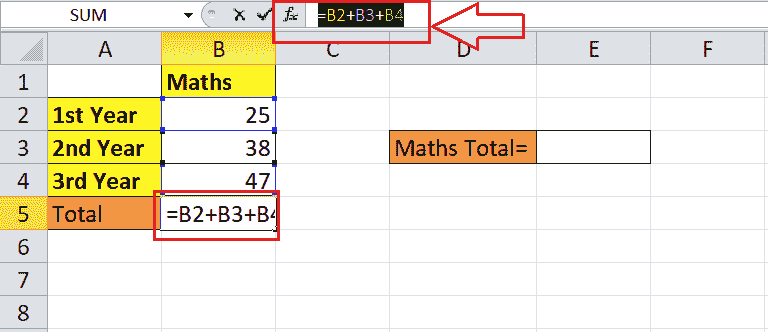 SUM fx =B2+B3+B4
A B C D E F
1 Maths
2 1st Year 25
3 2nd Year 38 Maths Total=
4 3rd Year 47
5 Total =B2+B3+B4
6
7
8